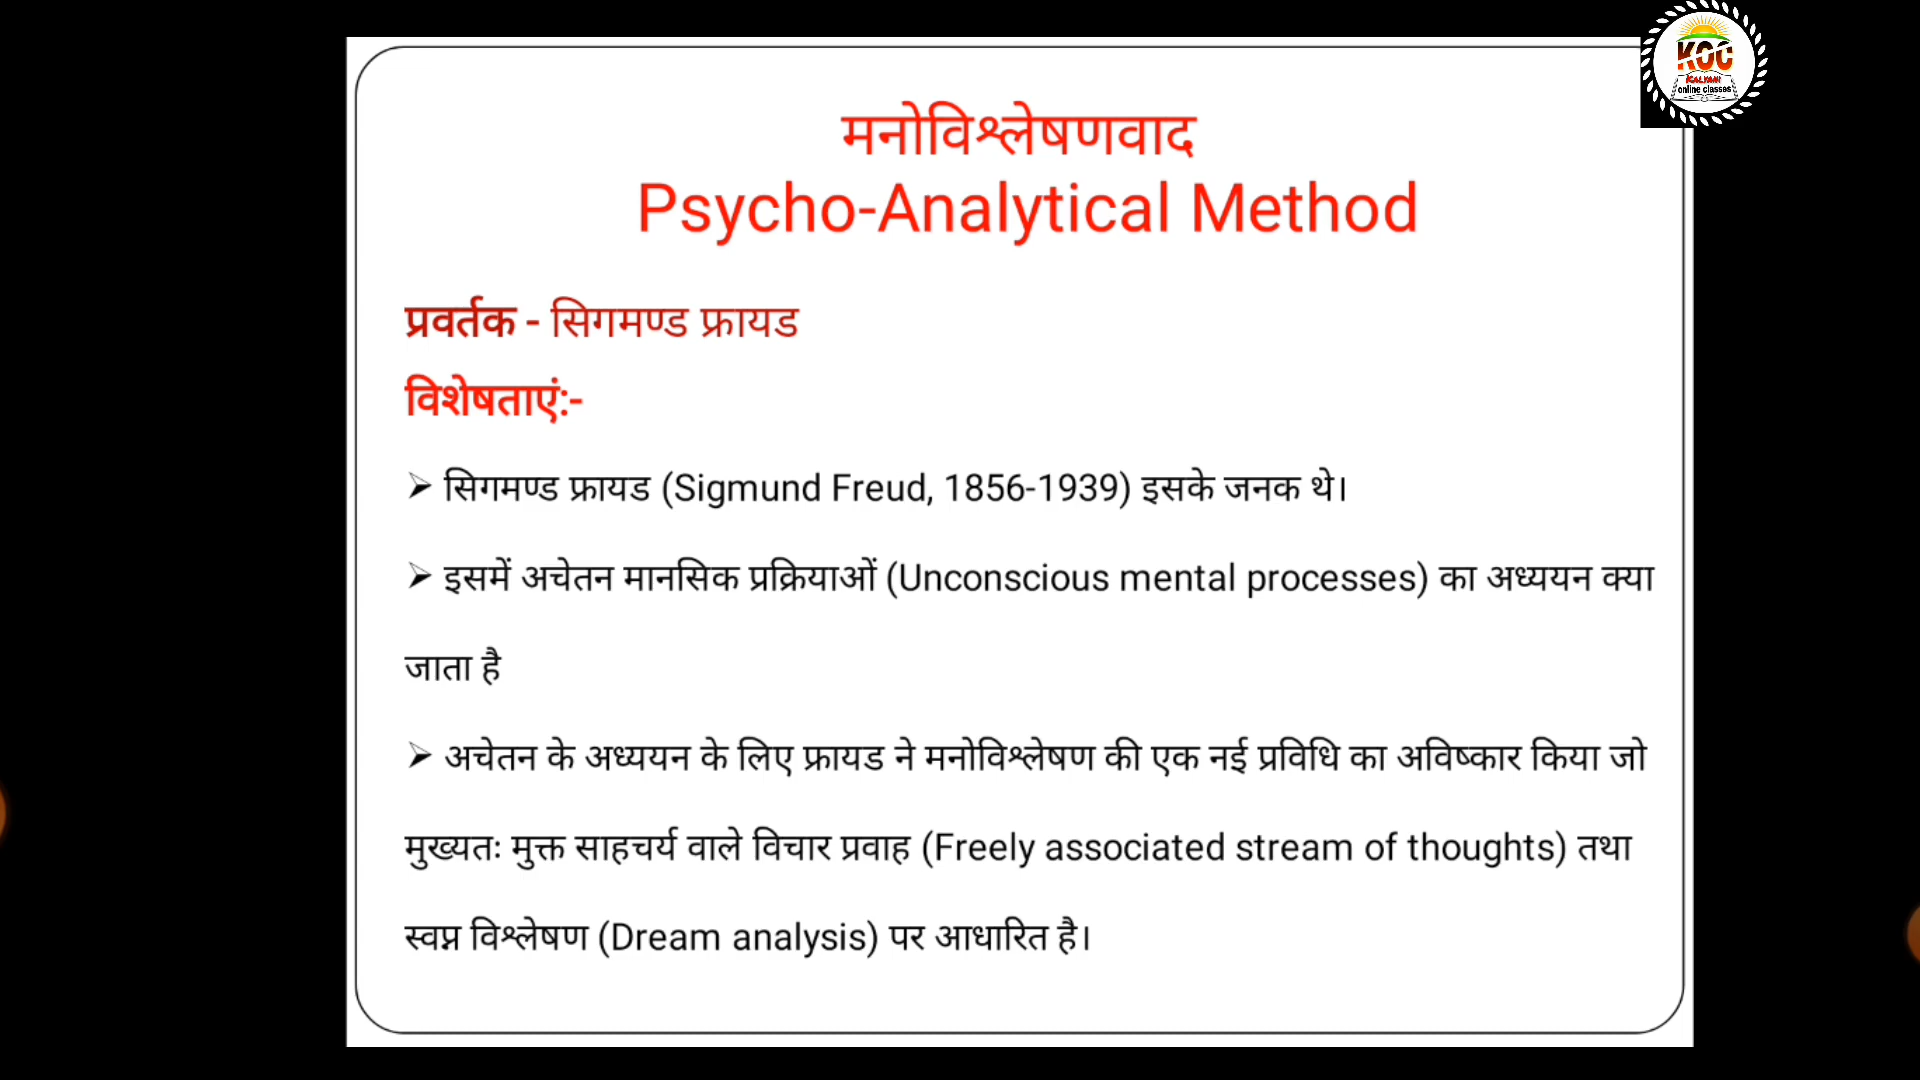 KOC
KALYANI
online classes
मनोविश्लेषणवाद
Psycho-Analytical Method
प्रवर्तक - सिगमण्ड फ्रायड
विशेषताएं:-
➢ सिगमण्ड फ्रायड (Sigmund Freud, 1856-1939) इसके जनक थे।
➢ इसमें अचेतन मानसिक प्रक्रियाओं (Unconscious mental processes) का अध्ययन क्या
जाता है
➢ अचेतन के अध्ययन के लिए फ्रायड ने मनोविश्लेषण की एक नई प्रविधि का अविष्कार किया जो
मुख्यतः मुक्त साहचर्य वाले विचार प्रवाह (Freely associated stream of thoughts) तथा
स्वप्न विश्लेषण (Dream analysis) पर आधारित है।